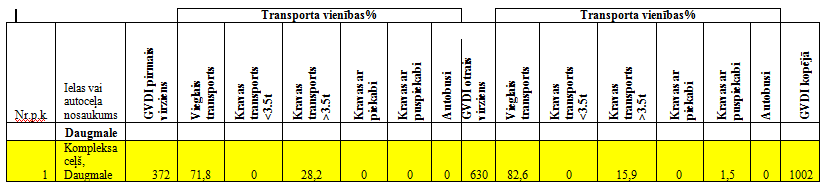 Transporta vienības%
Transporta vienības%
Nr.p.k
Ielas vai
autoceļa
nosaukums
GVDI pirmais
virziens
Vieglais
transports
Kravas
transports
<3.5t
Kravas
transports
>3.5t
Kravas ar
piekabi
Kravas ar
puspiekabi
Autobusi
GVDI otrais
virziens
Vieglais
transports
Kravas
transports
<3.5t
Kravas
transports
>3.5t
Kravas ar
piekabi
Kravas ar
puspiekabi
Autobusi
GVDI kopējā
Daugmale
1
Kompleksa
ceļš,
Daugmale
372 71,8 0 28,2 0 0 0 630 82,6 0 15,9 0 1,5 0 1002